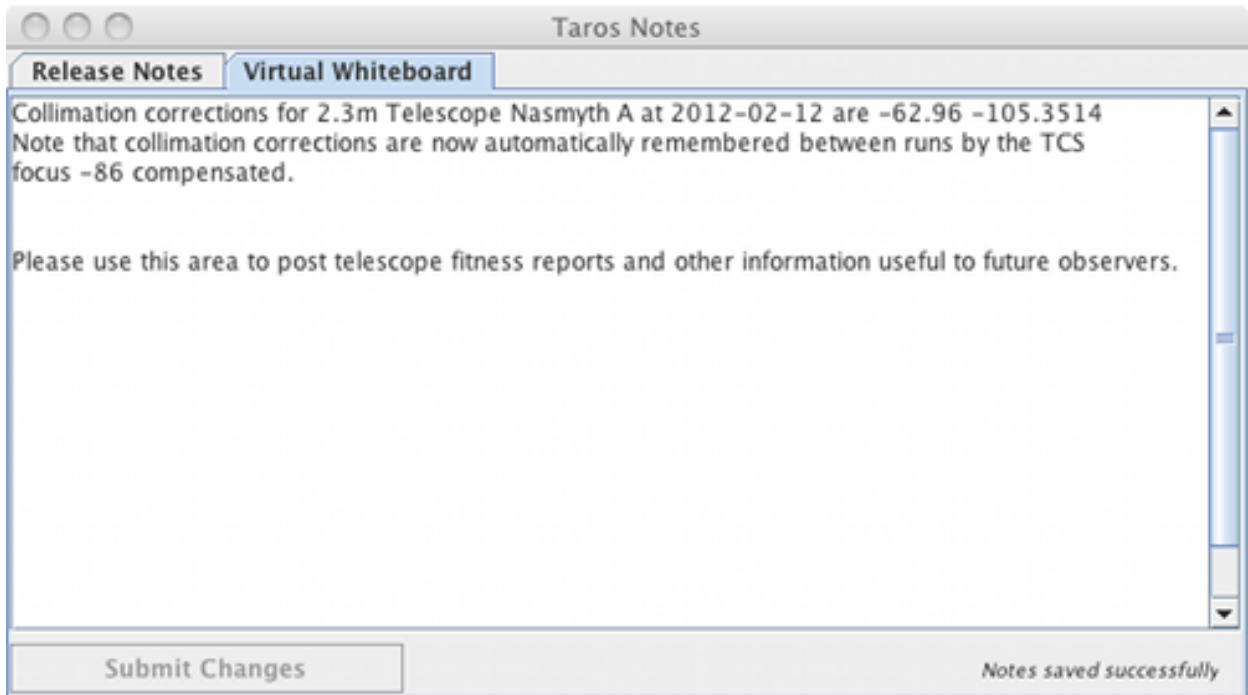 Taros Notes
Release Notes
Virtual Whiteboard
Collimation corrections for 2.3m Telescope Nasmyth A at 2012-02-12 are -62.96 -105.3514
Note that collimation corrections are now automatically remembered between runs by the TCS
focus -86 compensated.
Please use this area to post telescope fitness reports and other information useful to future observers.
Submit Changes
Notes saved successfully